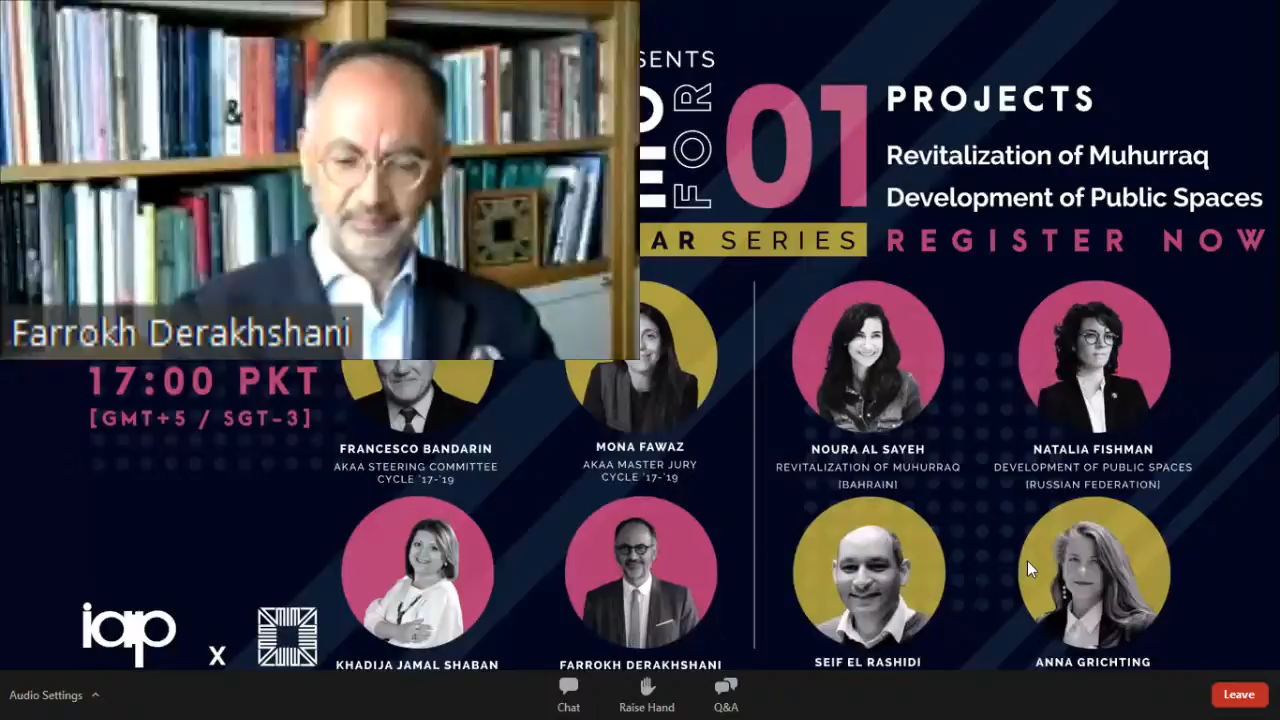 SENTS
FOR
01
AR SERIES
PROJECTS
Revitalization of Muhurraq
Development of Public Spaces
REGISTER NOW
Farrokh Derakhshani
17:00 PKT
[GMT+5 / SGT-3]
FRANCESCO BANDARIN
AKAA STEERING COMMITTEE
CYCLE '17-'19
MONA FAWAZ
AKAA MASTER JURY
CYCLE '17-'19
NOURA AL SAYEH
REVITALIZATION OF MUHURRAQ
[BAHRAIN]
NATALIA FISHMAN
DEVELOPMENT OF PUBLIC SPACES
[RUSSIAN FEDERATION]
iap
x
KHADIJA JAMAL SHABAN
FARROKH DERAKHSHANI
SEIF EL RASHIDI
ANNA GRICHTING
Audio Settings
Chat
Raise Hand
Q&A
Leave